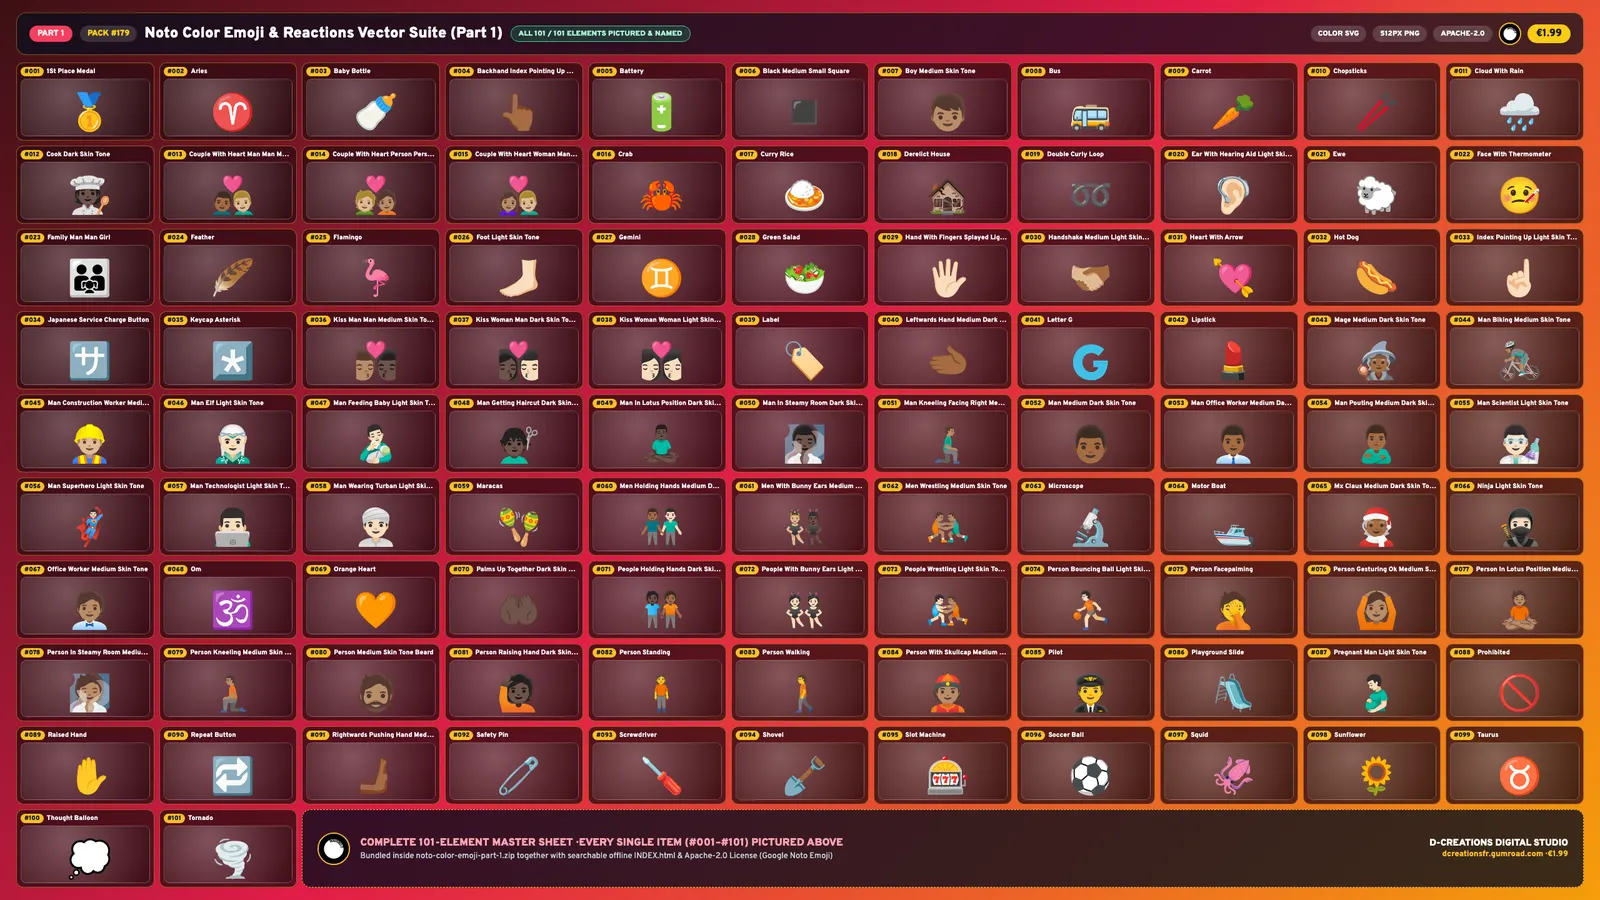 PART 1 PACK #179 Noto Color Emoji & Reactions Vector Suite (Part 1) ALL 101 / 101 ELEMENTS PICTURED & NAMED COLOR SVG 512PX PNG APACHE-2.0 €1.99
#001 1St Place Medal
#002 Aries
#003 Baby Bottle
#004 Backhand Index Pointing Up ...
#005 Battery
#006 Black Medium Small Square
#007 Boy Medium Skin Tone
#008 Bus
#009 Carrot
#010 Chopsticks
#011 Cloud With Rain
#012 Cook Dark Skin Tone
#013 Couple With Heart Man Man M...
#014 Couple With Heart Person Pers...
#015 Couple With Heart Woman Man...
#016 Crab
#017 Curry Rice
#018 Derelict House
#019 Double Curly Loop
#020 Ear With Hearing Aid Light Ski...
#021 Ewe
#022 Face With Thermometer
#023 Family Man Man Girl
#024 Feather
#025 Flamingo
#026 Foot Light Skin Tone
#027 Gemini
#028 Green Salad
#029 Hand With Fingers Splayed Lig...
#030 Handshake Medium Light Skin...
#031 Heart With Arrow
#032 Hot Dog
#033 Index Pointing Up Light Skin T...
#034 Japanese Service Charge Button
サ
#035 Keycap Asterisk
*
#036 Kiss Man Man Medium Skin To...
#037 Kiss Woman Man Dark Skin To...
#038 Kiss Woman Woman Light Skin...
#039 Label
#040 Leftwards Hand Medium Dark ...
#041 Letter G
G
#042 Lipstick
#043 Mage Medium Dark Skin Tone
#044 Man Biking Medium Skin Tone
#045 Man Construction Worker Medi...
#046 Man Elf Light Skin Tone
#047 Man Feeding Baby Light Skin T...
#048 Man Getting Haircut Dark Skin...
#049 Man In Lotus Position Dark Ski...
#050 Man In Steamy Room Dark Ski...
#051 Man Kneeling Facing Right Me...
#052 Man Medium Dark Skin Tone
#053 Man Office Worker Medium Da...
#054 Man Pouting Medium Dark Ski...
#055 Man Scientist Light Skin Tone
#056 Man Superhero Light Skin Tone
#057 Man Technologist Light Skin T...
#058 Man Wearing Turban Light Ski...
#059 Maracas
#060 Men Holding Hands Medium D...
#061 Men With Bunny Ears Medium ...
#062 Men Wrestling Medium Skin Tone
#063 Microscope
#064 Motor Boat
#065 Mx Claus Medium Dark Skin To...
#066 Ninja Light Skin Tone
#067 Office Worker Medium Skin Tone
#068 Om
ॐ
#069 Orange Heart
#070 Palms Up Together Dark Skin ...
#071 People Holding Hands Dark Ski...
#072 People With Bunny Ears Light ...
#073 People Wrestling Light Skin To...
#074 Person Bouncing Ball Light Ski...
#075 Person Facepalming
#076 Person Gesturing Ok Medium S...
#077 Person In Lotus Position Mediu...
#078 Person In Steamy Room Mediu...
#079 Person Kneeling Medium Skin ...
#080 Person Medium Skin Tone Beard
#081 Person Raising Hand Dark Skin...
#082 Person Standing
#083 Person Walking
#084 Person With Skullcap Medium ...
#085 Pilot
#086 Playground Slide
#087 Pregnant Man Light Skin Tone
#088 Prohibited
#089 Raised Hand
#090 Repeat Button
#091 Rightwards Pushing Hand Med...
#092 Safety Pin
#093 Screwdriver
#094 Shovel
#095 Slot Machine
777
#096 Soccer Ball
#097 Squid
#098 Sunflower
#099 Taurus
#100 Thought Balloon
#101 Tornado
COMPLETE 101-ELEMENT MASTER SHEET · EVERY SINGLE ITEM (#001–#101) PICTURED ABOVE
Bundled inside noto-color-emoji-part-1.zip together with searchable offline INDEX.html & Apache-2.0 License (Google Noto Emoji)
D-CREATIONS DIGITAL STUDIO
dcreationsfr.gumroad.com · €1.99